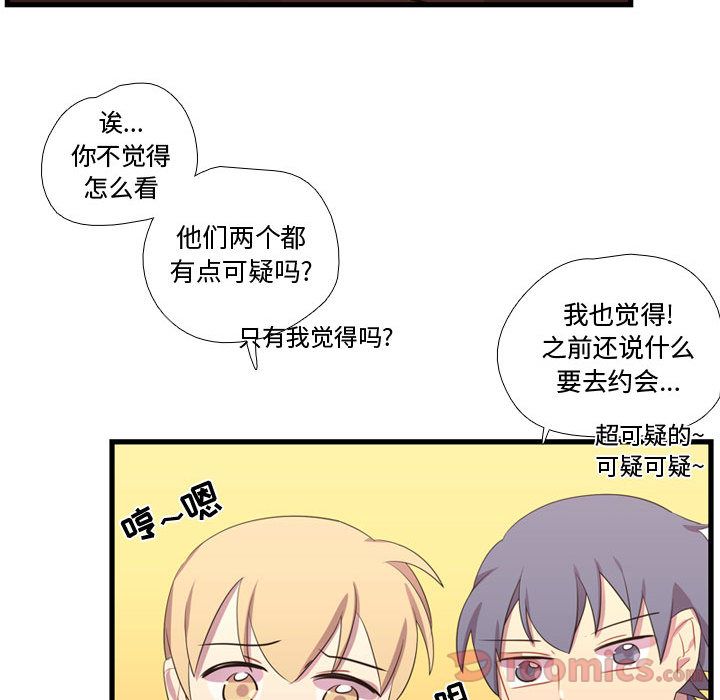 诶...
你不觉得
怎么看
他们两个都
有点可疑吗?
只有我觉得吗?
我也觉得!
之前还说什么
要去约会...
超可疑的~
可疑可疑~
哼~嗯
Toomics.com